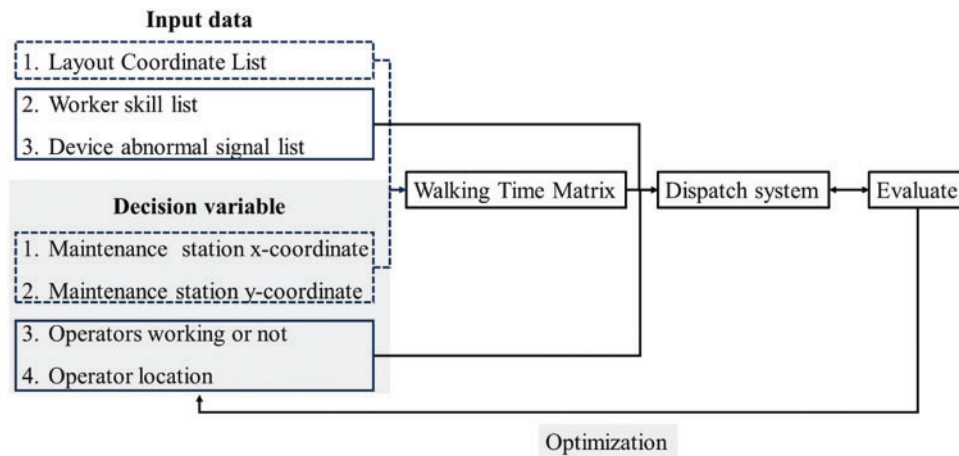 Input data
1. Layout Coordinate List
2. Worker skill list
3. Device abnormal signal list
Decision variable
1. Maintenance station x-coordinate
2. Maintenance station y-coordinate
3. Operators working or not
4. Operator location
Walking Time Matrix
Dispatch system
Evaluate
Optimization